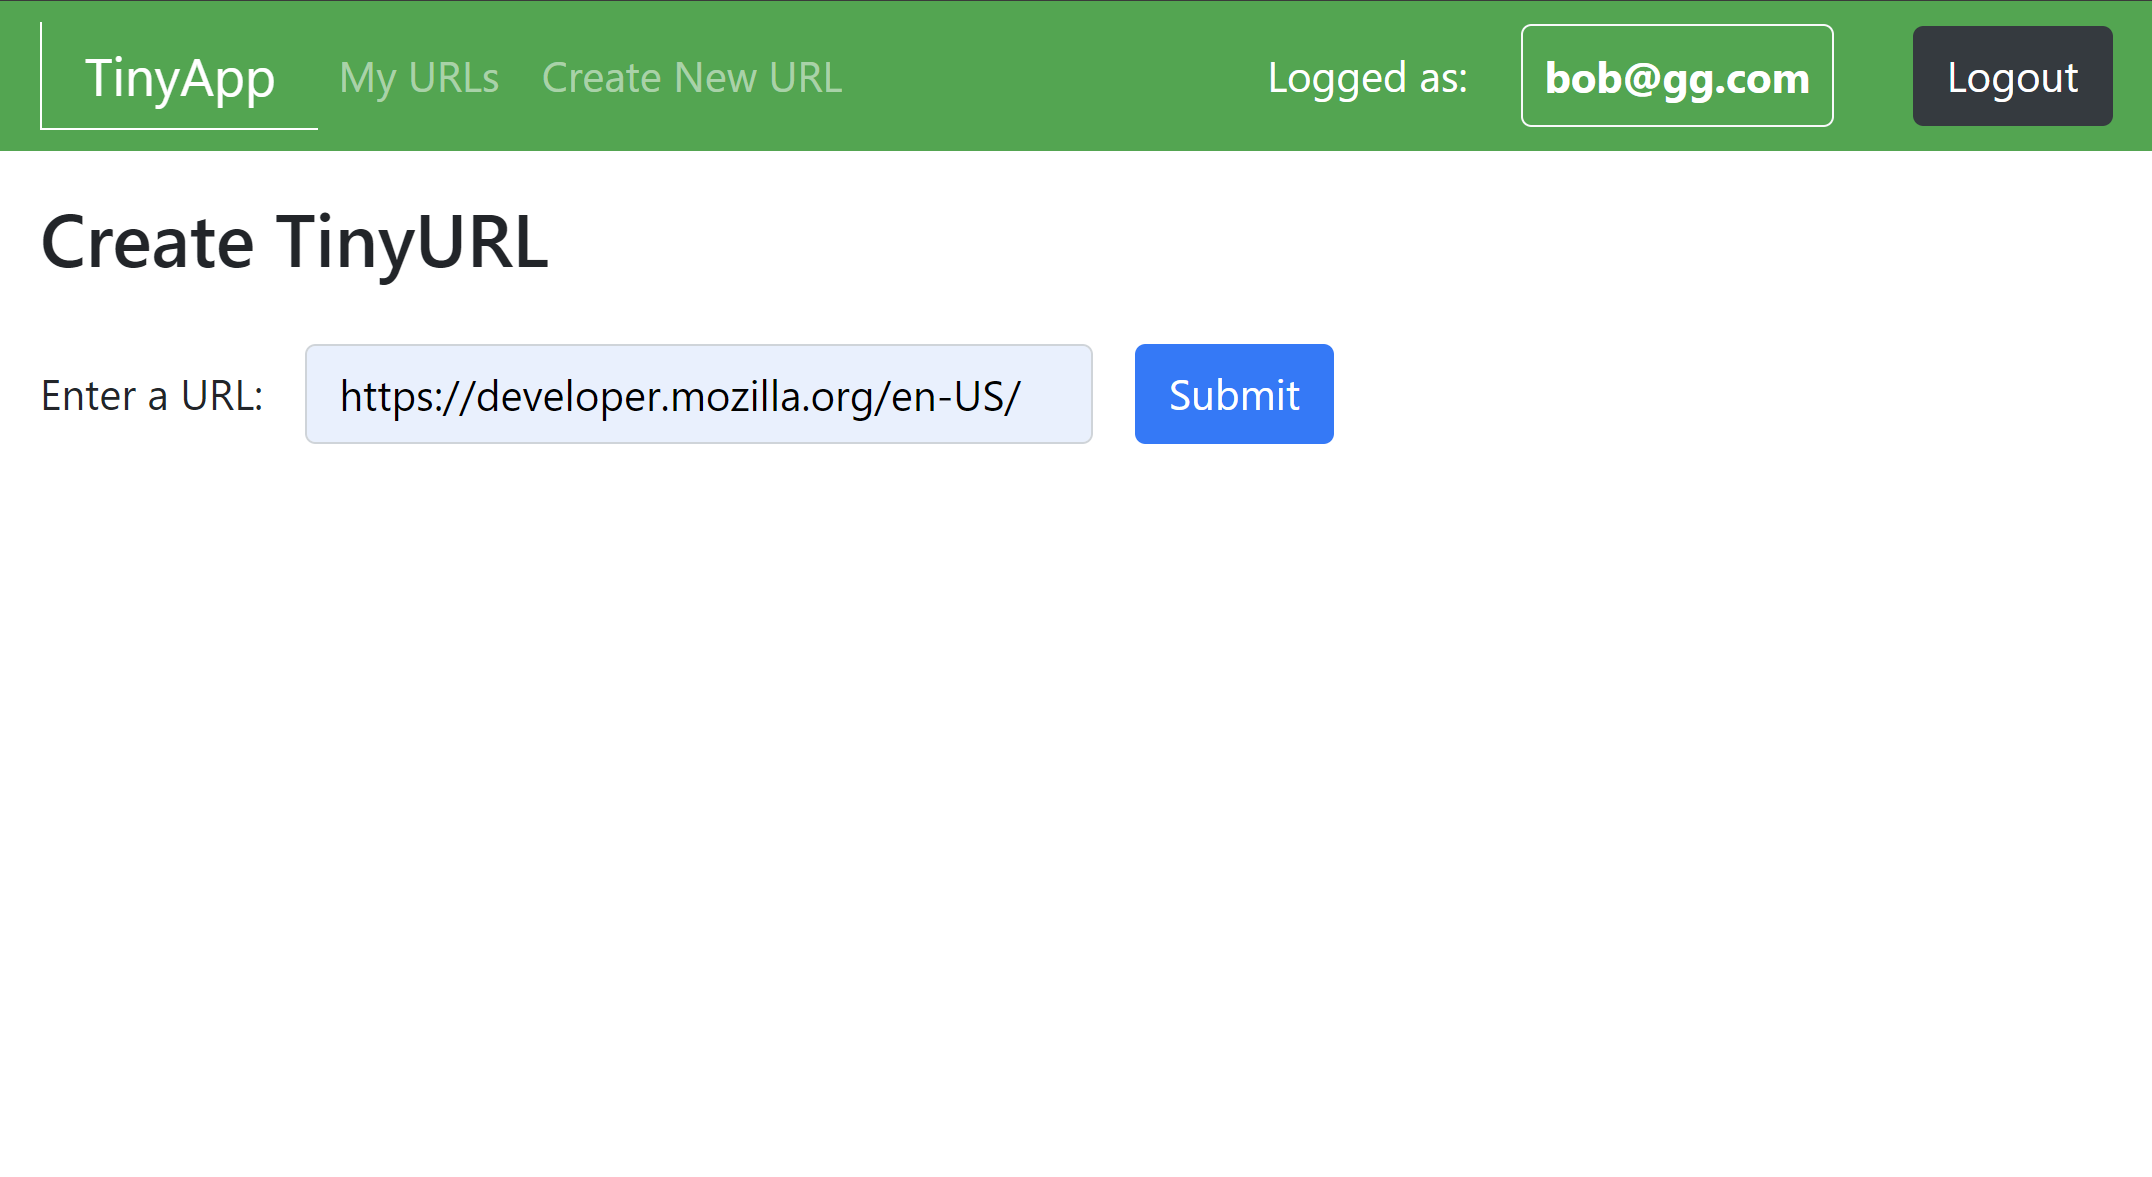 TinyApp My URLs Create New URL Logged as: bob@gg.com Logout
Create TinyURL
Enter a URL: https://developer.mozilla.org/en-US/ Submit